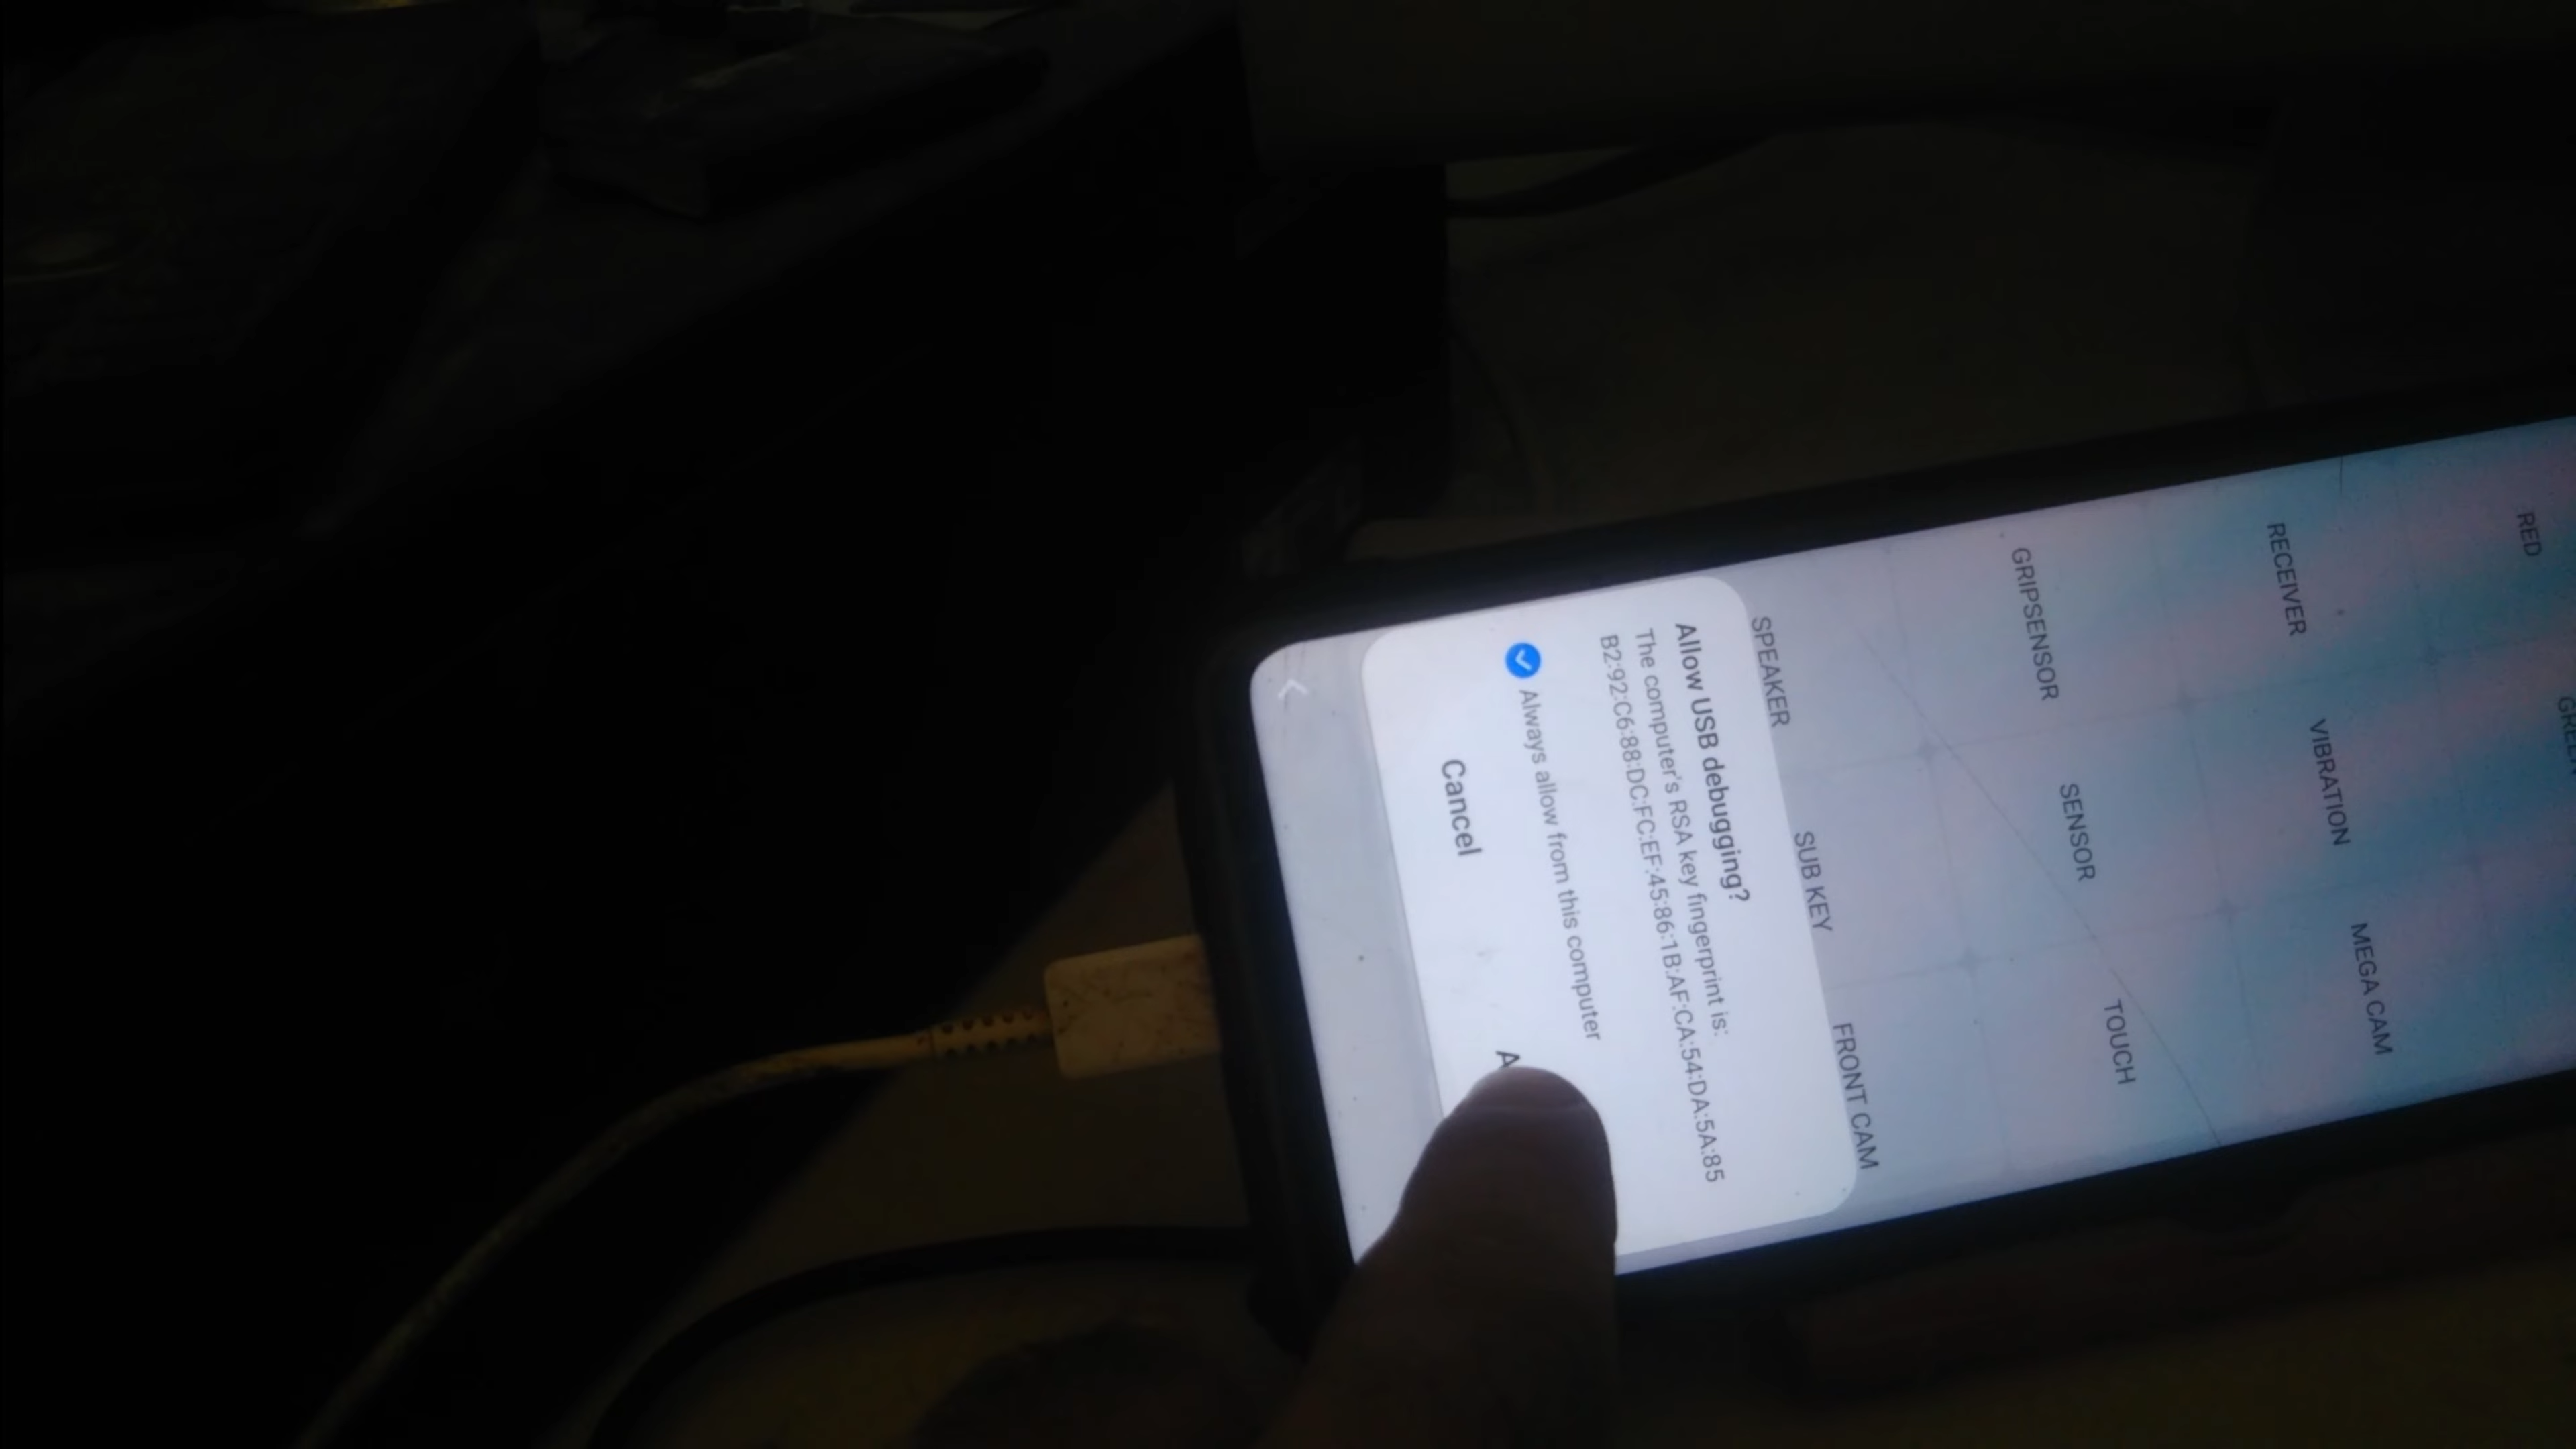 RED
RECEIVER
VIBRATION
MEGA CAM
GRIPSENSOR
SENSOR
TOUCH
SPEAKER
SUB KEY
FRONT CAM
Allow USB debugging?
The computer's RSA key fingerprint is:
B2:92:C6:88:DC:FC:EF:45:86:1B:AF:CA:54:DA:5A:85
Always allow from this computer
Cancel